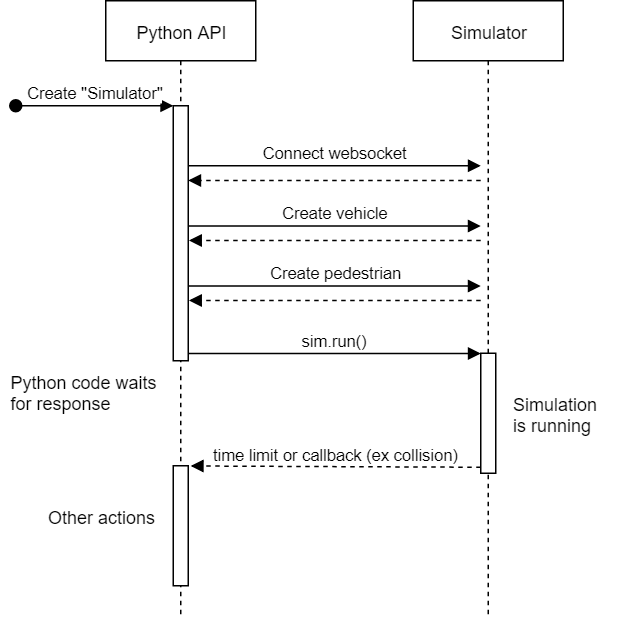 Python API
Simulator
Create "Simulator"
Connect websocket
Create vehicle
Create pedestrian
sim.run()
Python code waits
for response
Simulation
is running
time limit or callback (ex collision)
Other actions